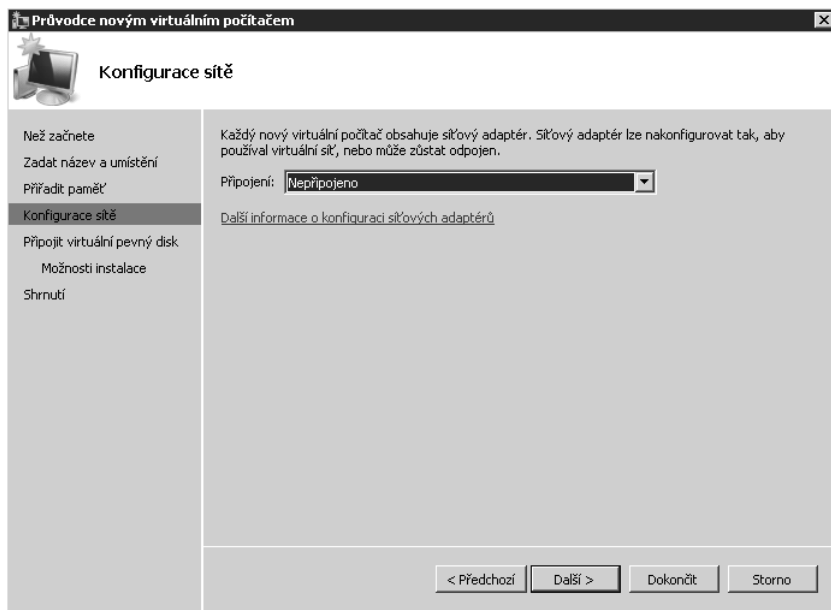 Průvodce novým virtuálním počítačem
Konfigurace sítě
Než začnete
Zadat název a umístění
Přiřadit paměť
Konfigurace sítě
Připojit virtuální pevný disk
Možnosti instalace
Shrnutí
Každý nový virtuální počítač obsahuje síťový adaptér. Síťový adaptér lze nakonfigurovat tak, aby
používal virtuální síť, nebo může zůstat odpojen.
Připojení: Nepřipojeno
Další informace o konfiguraci síťových adaptérů
< Předchozí Další > Dokončit Storno